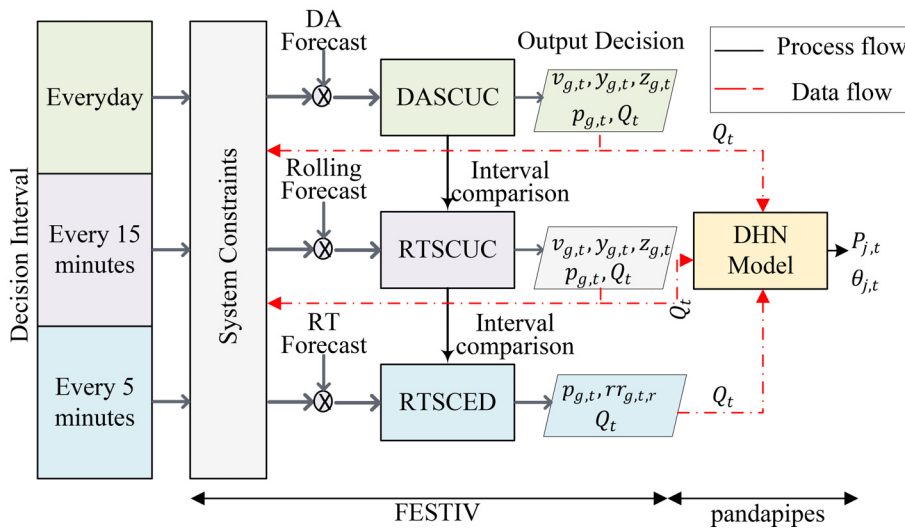 DA
Forecast
Output Decision
Process flow
Data flow
Everyday
DASCUC
v_{g,t}, y_{g,t}, z_{g,t}
p_{g,t}, Q_t
Q_t
Decision Interval
System Constraints
Rolling
Forecast
Interval
comparison
Every 15
minutes
RTSCUC
v_{g,t}, y_{g,t}, z_{g,t}
p_{g,t}, Q_t
Q_t
DHN
Model
P_{j,t}
θ_{j,t}
RT
Forecast
Interval
comparison
Every 5
minutes
RTSCED
p_{g,t}, rr_{g,t,r}
Q_t
Q_t
FESTIV
pandapipes